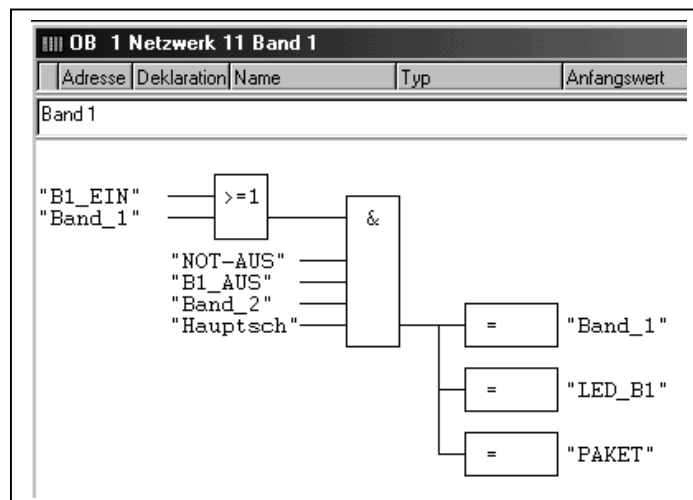 OB 1 Netzwerk 11 Band 1
Adresse Deklaration Name Typ Anfangswert
Band 1
"B1_EIN"
"Band_1"
>=1
&
"NOT-AUS"
"B1_AUS"
"Band_2"
"Hauptsch"
= "Band_1"
= "LED_B1"
= "PAKET"